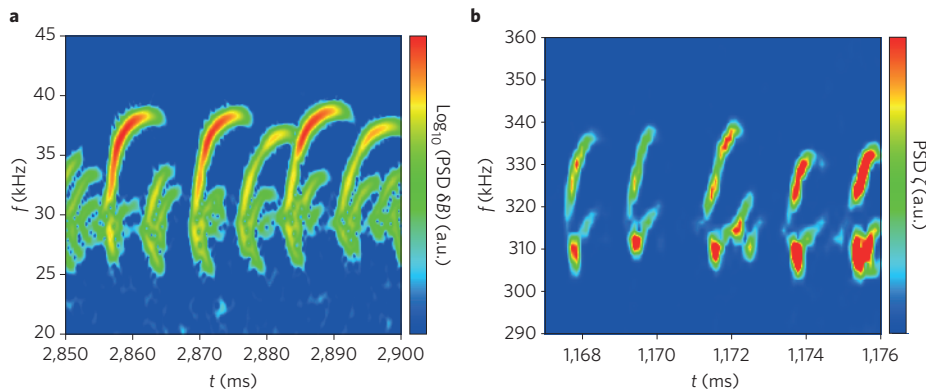 a
45
40
35
30
25
20
f (kHz)
2,850 2,860 2,870 2,880 2,890 2,900
t (ms)
Log₁₀ (PSD δB) (a.u.)
b
360
350
340
330
320
310
300
290
f (kHz)
1,168 1,170 1,172 1,174 1,176
t (ms)
PSD ζ (a.u.)